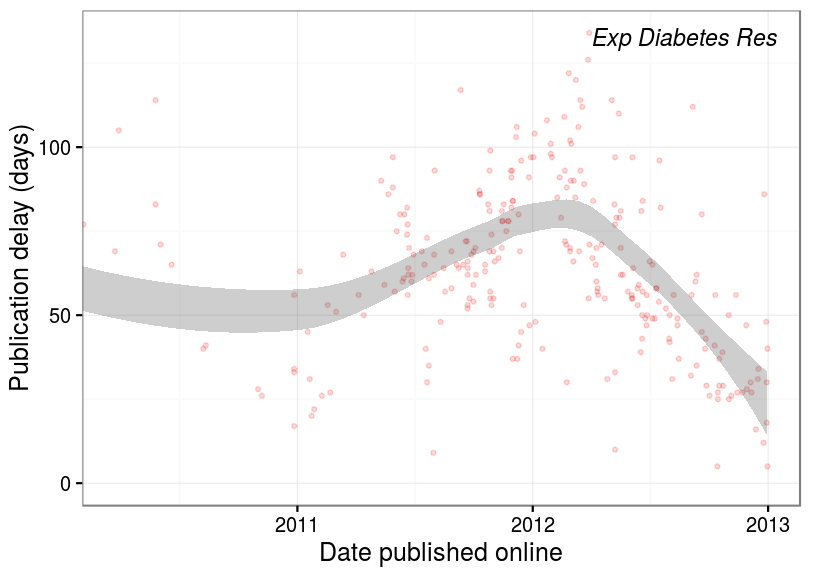 Exp Diabetes Res
Publication delay (days)
100
50
0
2011 2012 2013
Date published online